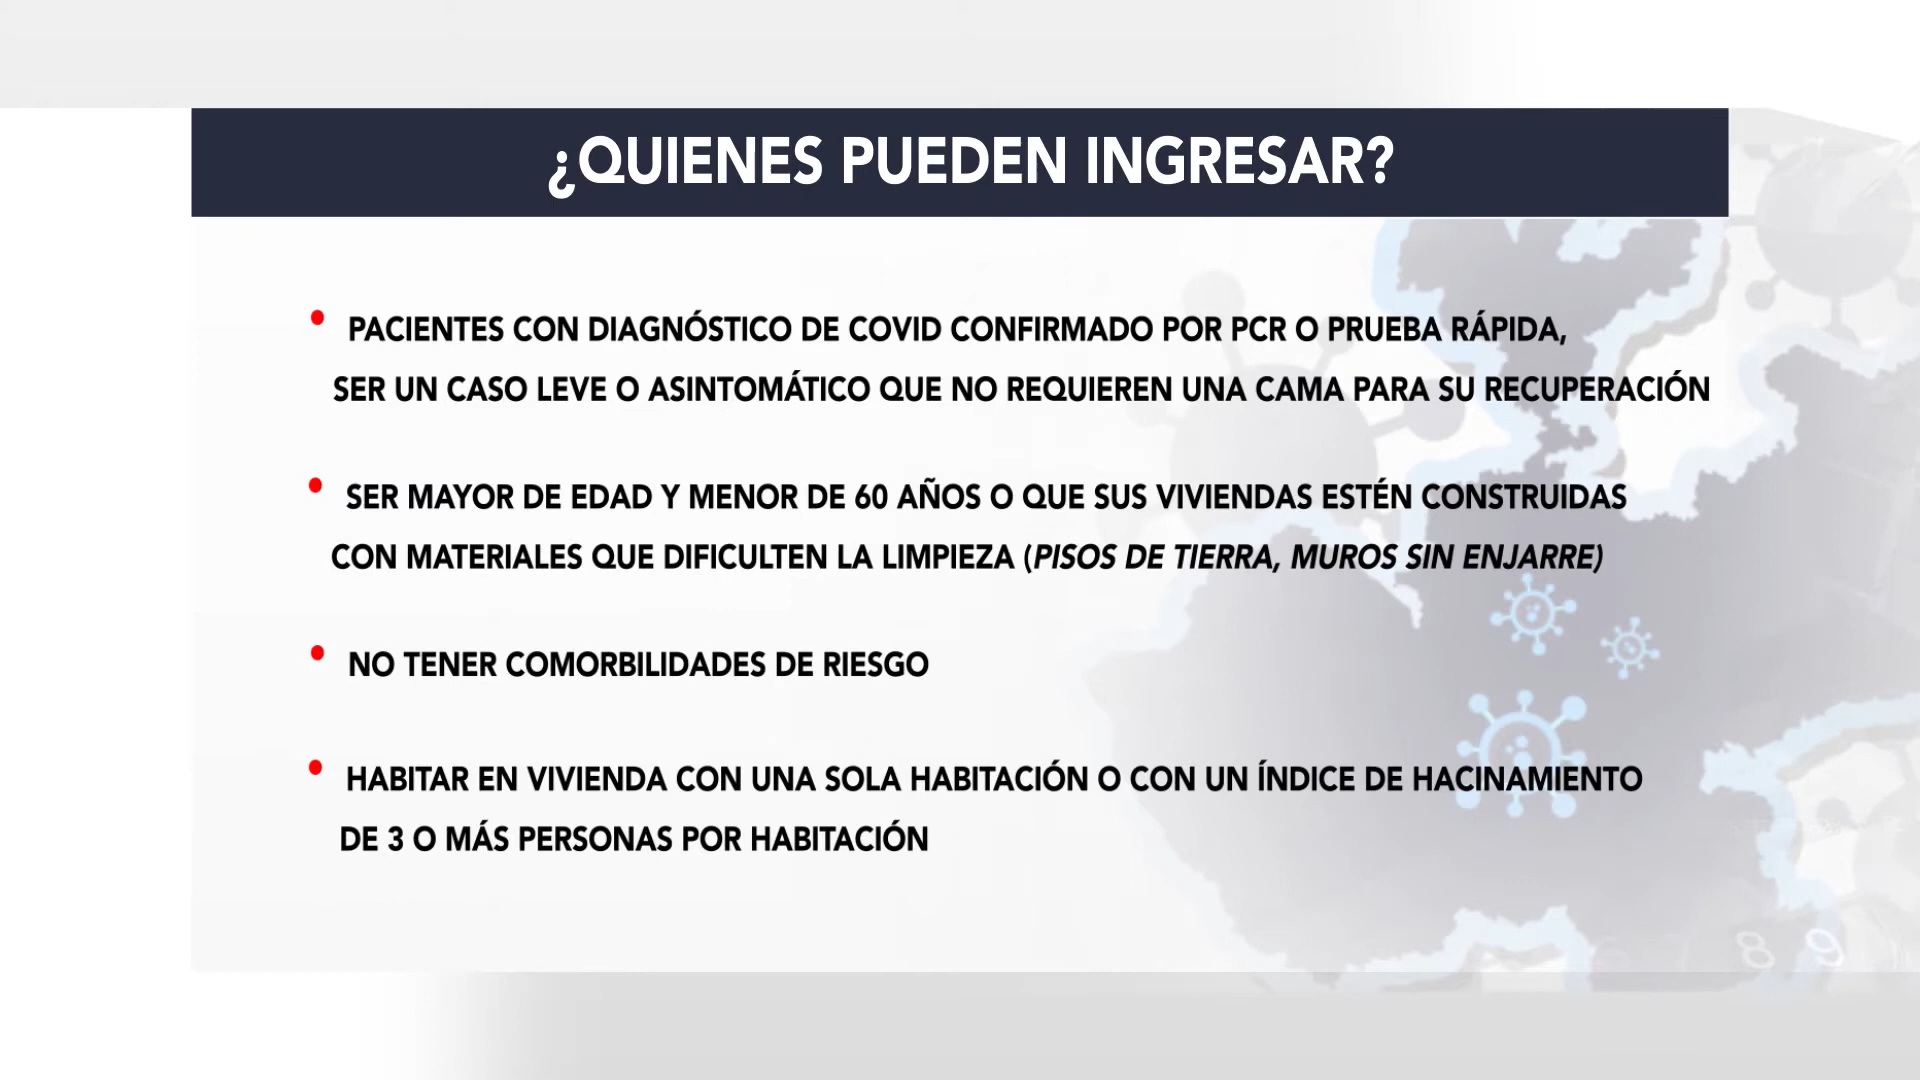 ¿QUIENES PUEDEN INGRESAR?
• PACIENTES CON DIAGNÓSTICO DE COVID CONFIRMADO POR PCR O PRUEBA RÁPIDA,
SER UN CASO LEVE O ASINTOMÁTICO QUE NO REQUIEREN UNA CAMA PARA SU RECUPERACIÓN
• SER MAYOR DE EDAD Y MENOR DE 60 AÑOS O QUE SUS VIVIENDAS ESTÉN CONSTRUIDAS
CON MATERIALES QUE DIFICULTEN LA LIMPIEZA (PISOS DE TIERRA, MUROS SIN ENJARRE)
• NO TENER COMORBILIDADES DE RIESGO
• HABITAR EN VIVIENDA CON UNA SOLA HABITACIÓN O CON UN ÍNDICE DE HACINAMIENTO
DE 3 O MÁS PERSONAS POR HABITACIÓN
8 9